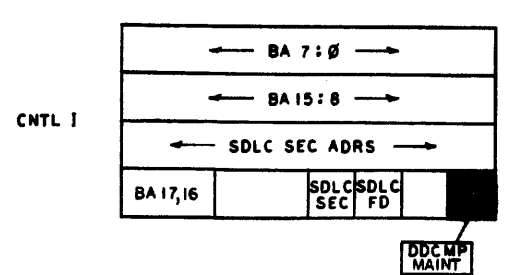 ← BA 7:Ø →
← BA 15:8 →
CNTL I
← SDLC SEC ADRS →
BA 17,16
SDLC SEC
SDLC FD
DDCMP MAINT